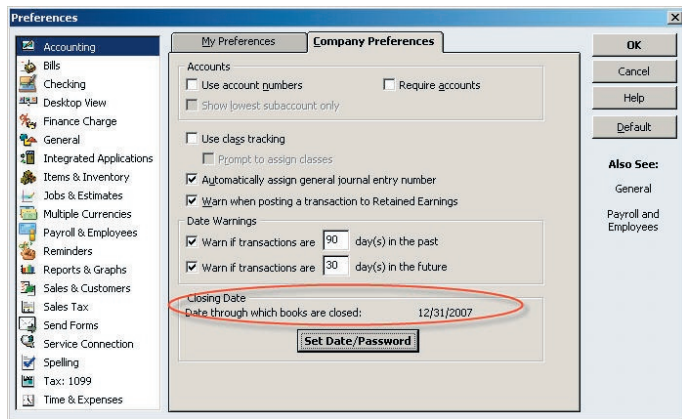 Preferences
Accounting
Bills
Checking
Desktop View
Finance Charge
General
Integrated Applications
Items & Inventory
Jobs & Estimates
Multiple Currencies
Payroll & Employees
Reminders
Reports & Graphs
Sales & Customers
Sales Tax
Send Forms
Service Connection
Spelling
Tax: 1099
Time & Expenses
My Preferences
Company Preferences
Accounts
Use account numbers
Require accounts
Show lowest subaccount only
Use class tracking
Prompt to assign classes
Automatically assign general journal entry number
Warn when posting a transaction to Retained Earnings
Date Warnings
Warn if transactions are 90 day(s) in the past
Warn if transactions are 30 day(s) in the future
Closing Date
Date through which books are closed: 12/31/2007
Set Date/Password
OK
Cancel
Help
Default
Also See:
General
Payroll and
Employees